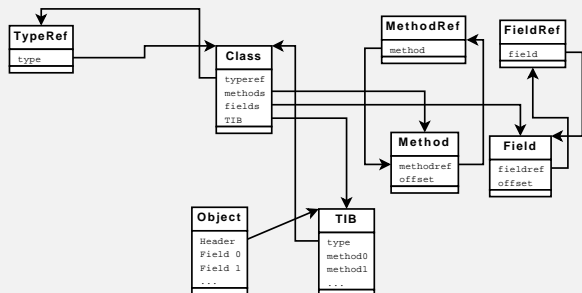 TypeRef
type
Class
typeref
methods
fields
TIB
MethodRef
method
FieldRef
field
Method
methodref
offset
Field
fieldref
offset
Object
Header
Field 0
Field 1
...
TIB
type
method0
method1
...